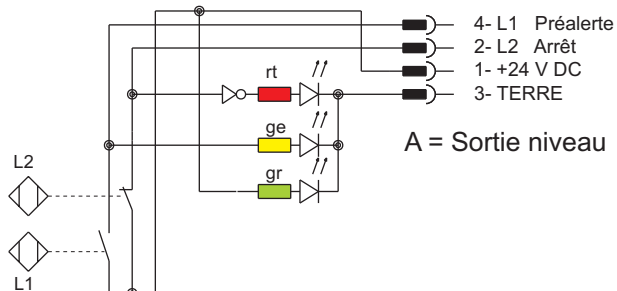 4- L1 Préalerte
2- L2 Arrêt
1- +24 V DC
3- TERRE
rt
ge
gr
A = Sortie niveau
L2
L1